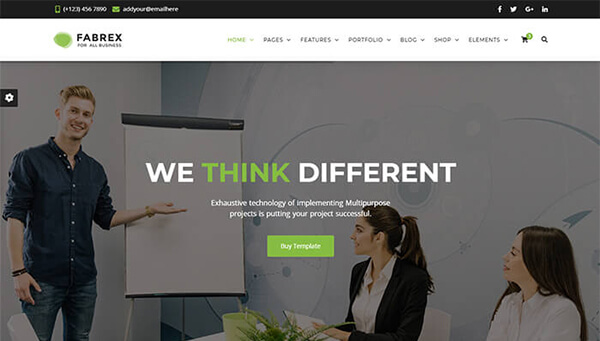 (+123) 456 7890 addyour@emailhere
FABREX
FOR ALL BUSINESS
HOME PAGES FEATURES PORTFOLIO BLOG SHOP ELEMENTS
WE THINK DIFFERENT
Exhaustive technology of implementing Multipurpose
projects is putting your project successful.
Buy Template